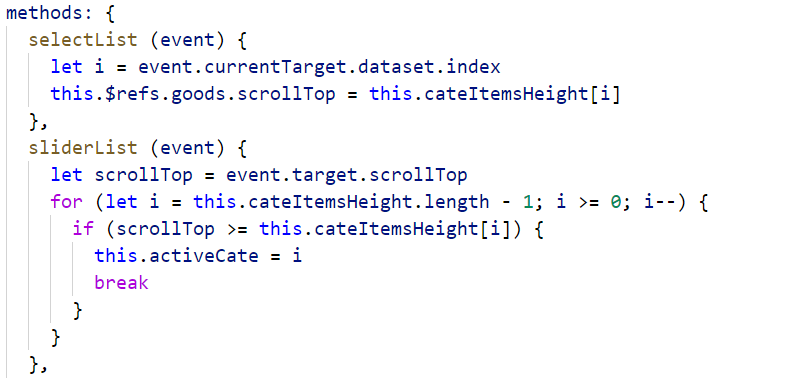 methods: {
  selectList (event) {
    let i = event.currentTarget.dataset.index
    this.$refs.goods.scrollTop = this.cateItemsHeight[i]
  },
  sliderList (event) {
    let scrollTop = event.target.scrollTop
    for (let i = this.cateItemsHeight.length - 1; i >= 0; i--) {
      if (scrollTop >= this.cateItemsHeight[i]) {
        this.activeCate = i
        break
      }
    }
  },